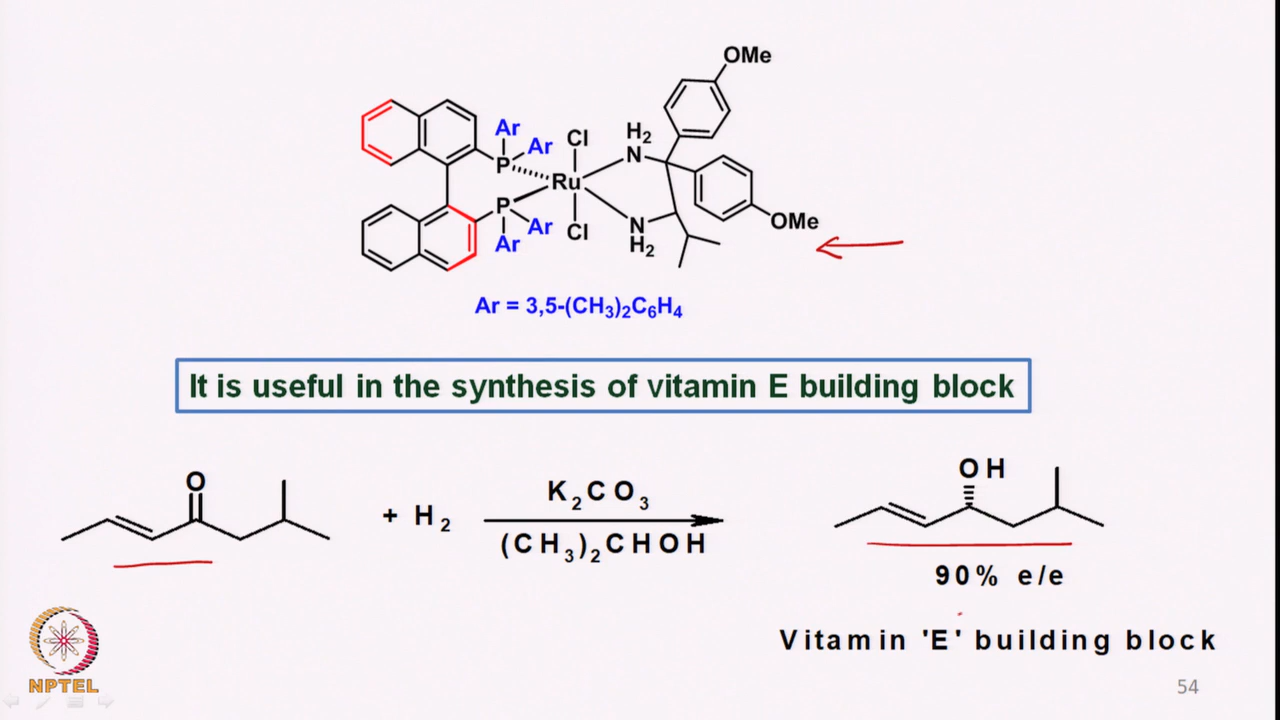 OMe
Ar
Ar
Cl
H2
N
P
Ru
P
Ar
Ar
Cl
N
H2
OMe
Ar = 3,5-(CH3)2C6H4
It is useful in the synthesis of vitamin E building block
O
+ H2
K2CO3
(CH3)2CHOH
OH
90% e/e
Vitamin 'E' building block
NPTEL
54